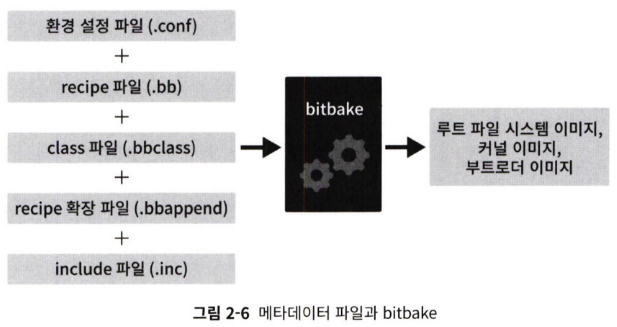 환경 설정 파일 (.conf)
+
recipe 파일 (.bb)
+
class 파일 (.bbclass)
+
recipe 확장 파일 (.bbappend)
+
include 파일 (.inc)
bitbake
루트 파일 시스템 이미지,
커널 이미지,
부트로더 이미지
그림 2-6 메타데이터 파일과 bitbake